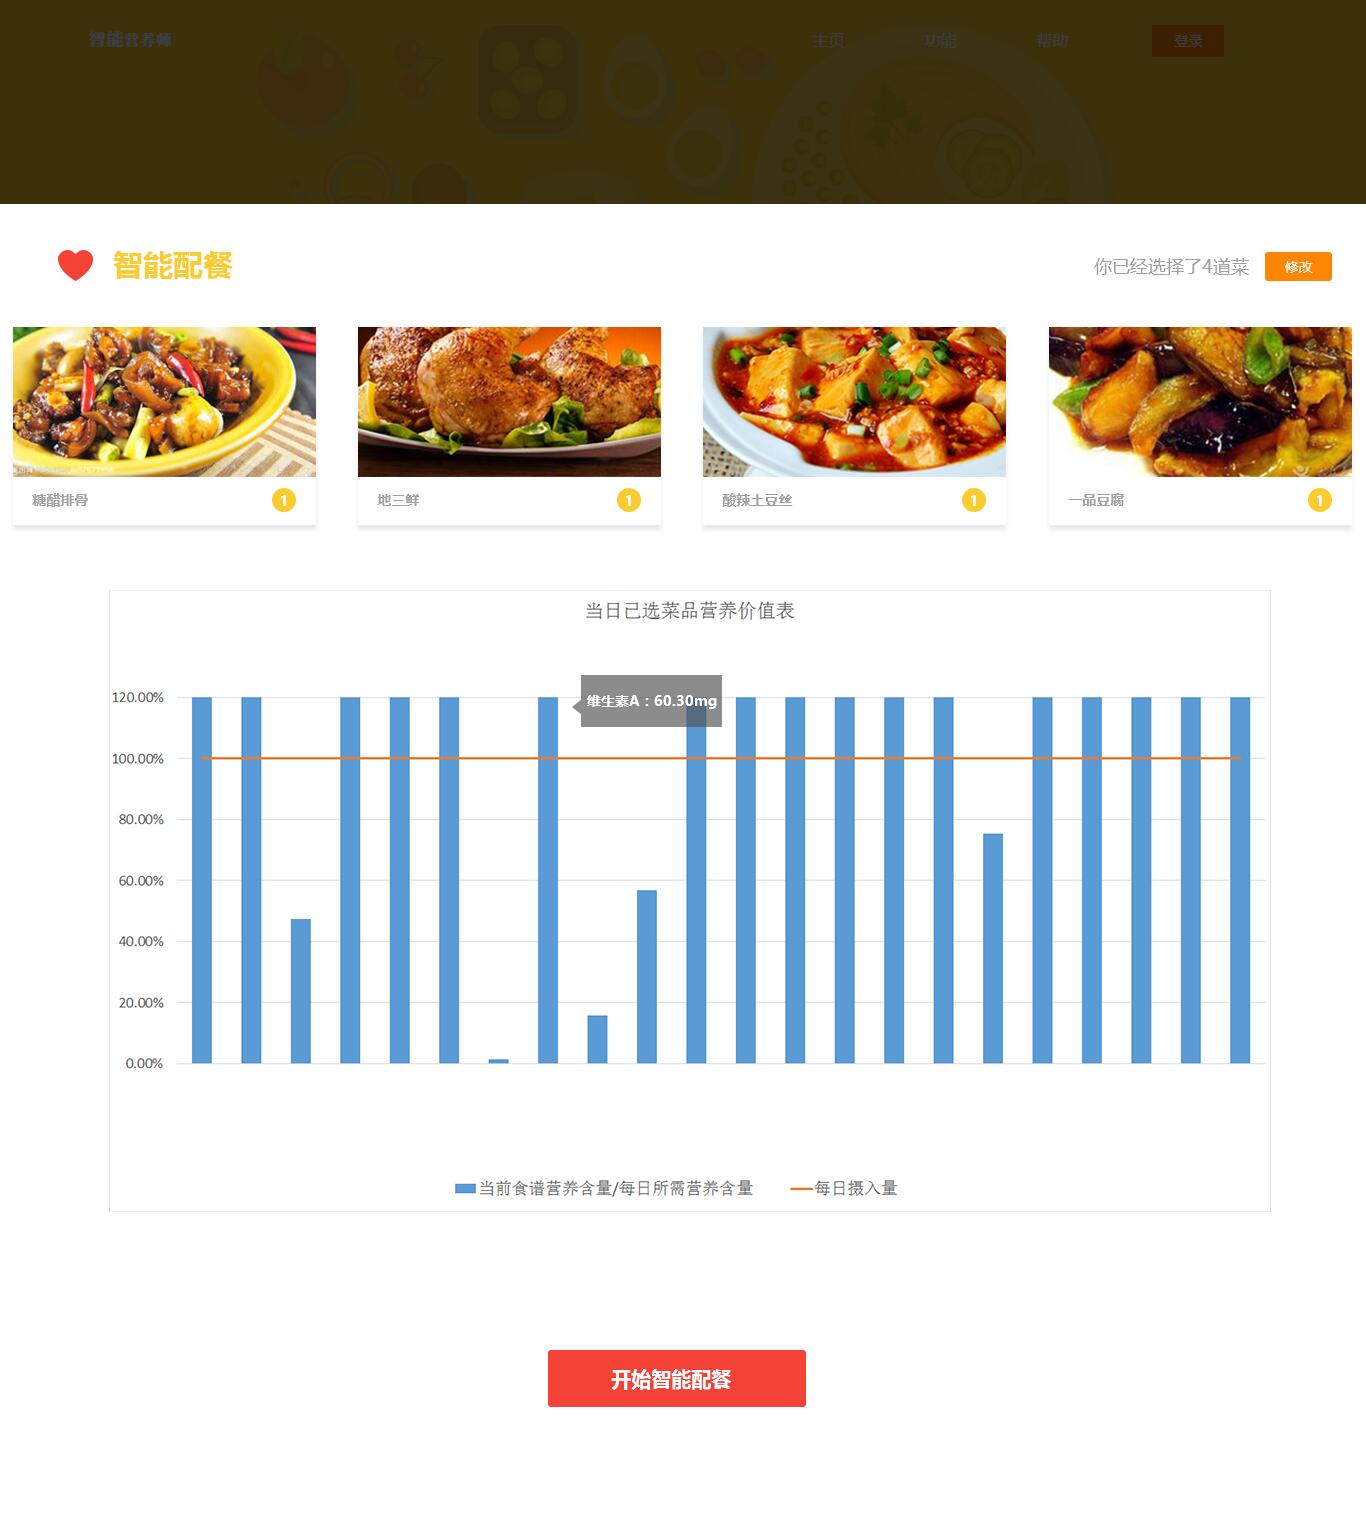 智能营养师
主页 功能 帮助 登录
智能配餐
你已经选择了4道菜 修改
糖醋排骨 1
地三鲜 1
酸辣土豆丝 1
一品豆腐 1
当日已选菜品营养价值表
维生素A：60.30mg
120.00%
100.00%
80.00%
60.00%
40.00%
20.00%
0.00%
当前食谱营养含量/每日所需营养含量 每日摄入量
开始智能配餐